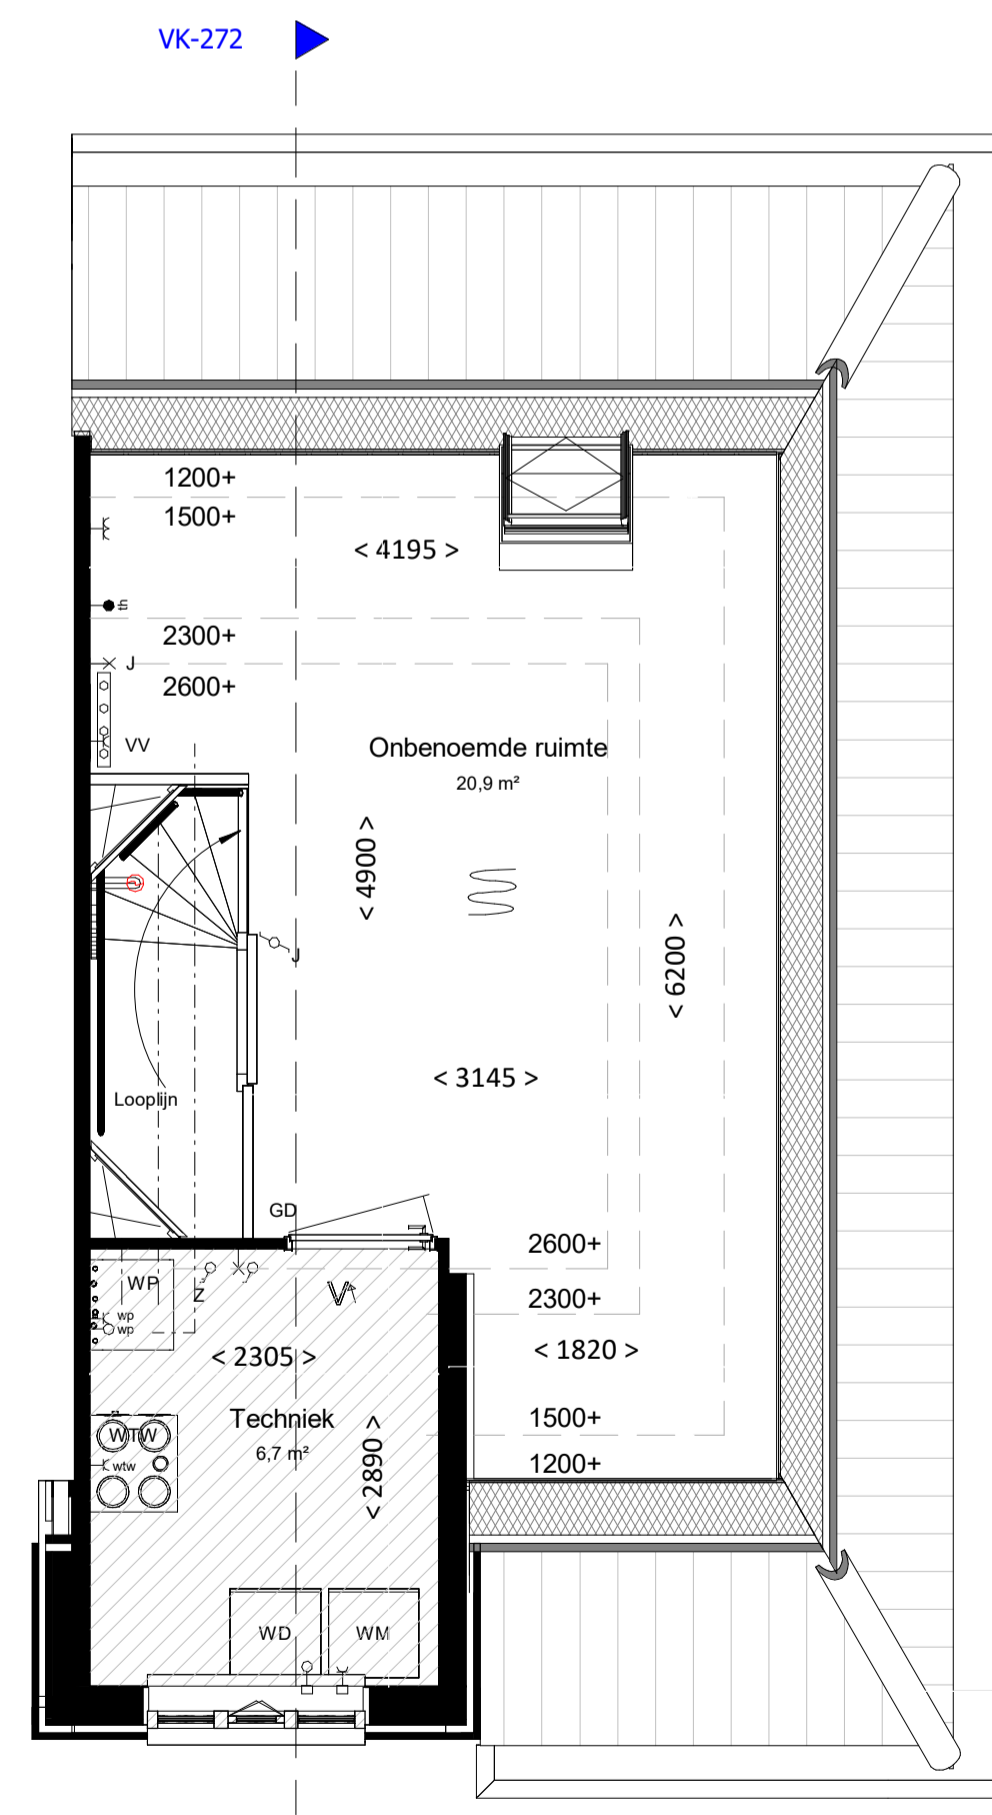 VK-272
1200+
1500+
< 4195 >
th
2300+
J
2600+
VV
Onbenoemde ruimte
20,9 m²
< 4900 >
< 6200 >
J
< 3145 >
Looplijn
GD
2600+
WP
Z
V
2300+
wp
wp
< 2305 >
< 1820 >
Techniek
1500+
WTW
6,7 m²
< 2890 >
wtw
1200+
WD
WM